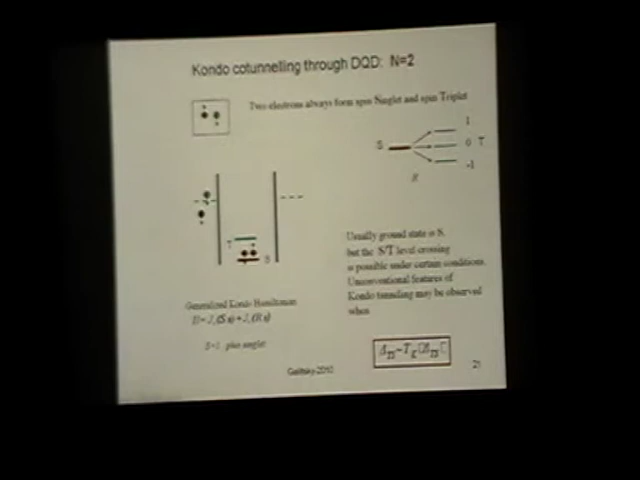 Kondo cotunnelling through DQD: N=2
Two electrons always form spin Singlet and spin Triplet
1
S
0 T
-1
R
T
S
Usually ground state is S,
but the S/T level crossing
is possible under certain conditions.
Unconventional features of
Kondo tunneling may be observed
when
Generalized Kondo Hamiltonian
S=1 plus singlet
21